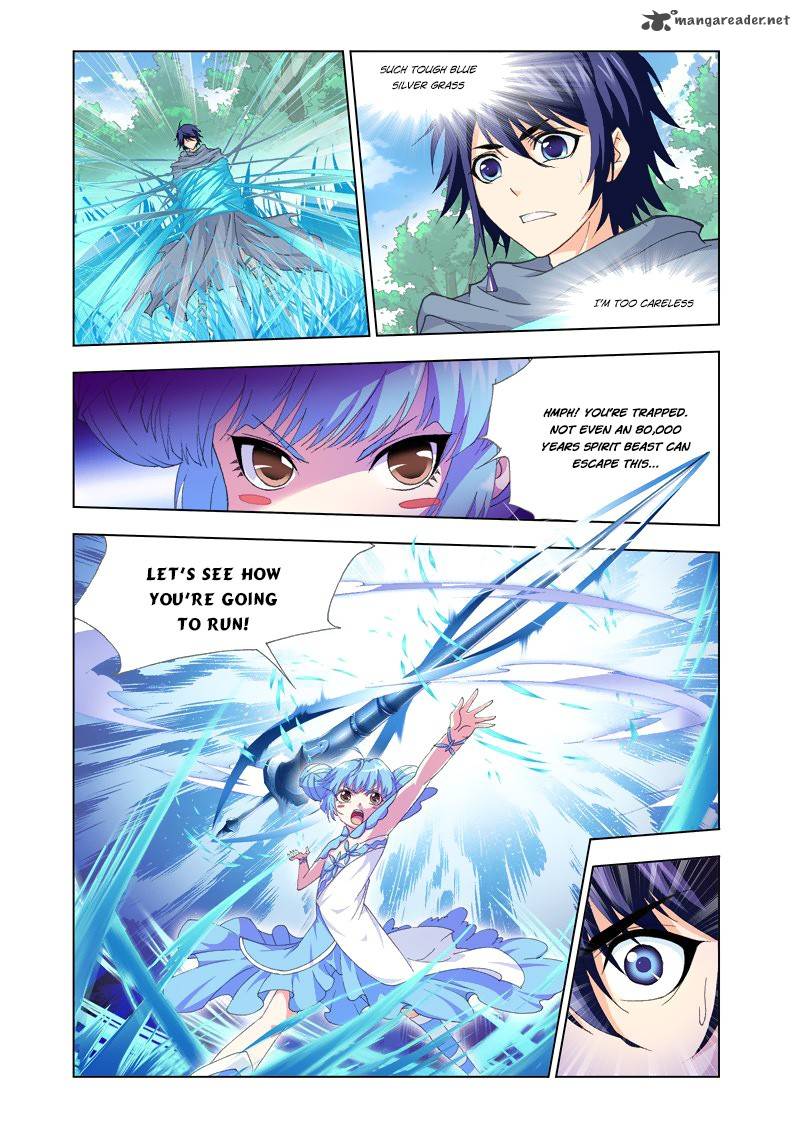 mangareader.net
SUCH TOUGH BLUE
SILVER GRASS
I'M TOO CARELESS
HMPH! YOU'RE TRAPPED.
NOT EVEN AN 80,000
YEARS SPIRIT BEAST CAN
ESCAPE THIS...
LET'S SEE HOW
YOU'RE GOING
TO RUN!